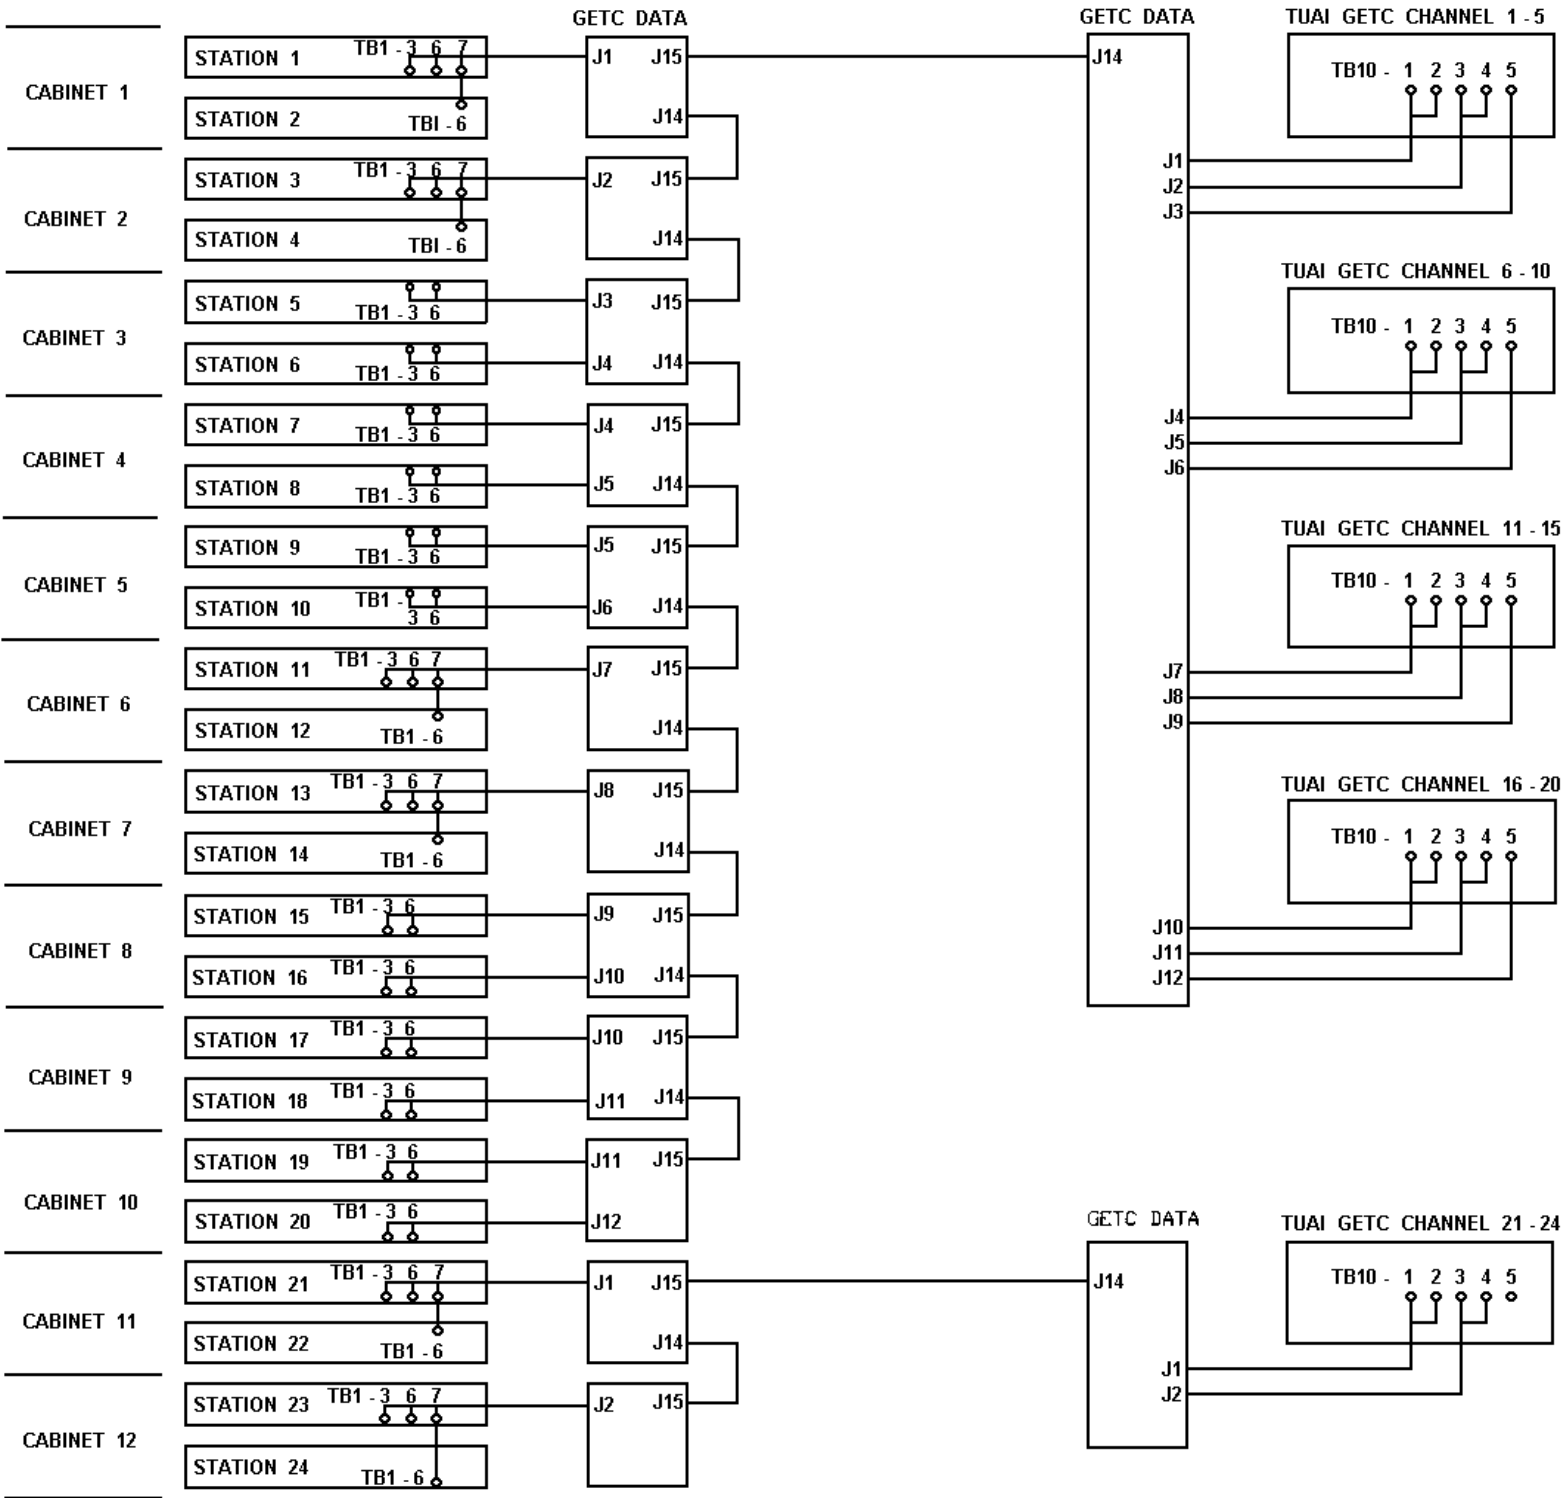 GETC DATA
GETC DATA
TUAI GETC CHANNEL 1 - 5
CABINET 1
STATION 1 TB1 - 3 6 7
J1 J15
STATION 2 TBI - 6
J14
CABINET 2
STATION 3 TB1 - 3 6 7
J2 J15
STATION 4 TBI - 6
J14
CABINET 3
STATION 5 TB1 - 3 6
J3 J15
STATION 6 TB1 - 3 6
J4 J14
CABINET 4
STATION 7 TB1 - 3 6
J4 J15
STATION 8 TB1 - 3 6
J5 J14
CABINET 5
STATION 9 TB1 - 3 6
J5 J15
STATION 10 TB1 -
3 6
J6 J14
CABINET 6
STATION 11 TB1 - 3 6 7
J7 J15
STATION 12 TB1 - 6
J14
CABINET 7
STATION 13 TB1 - 3 6 7
J8 J15
STATION 14 TB1 - 6
J14
CABINET 8
STATION 15 TB1 - 3 6
J9 J15
STATION 16 TB1 - 3 6
J10 J14
CABINET 9
STATION 17 TB1 - 3 6
J10 J15
STATION 18 TB1 - 3 6
J11 J14
CABINET 10
STATION 19 TB1 - 3 6
J11 J15
STATION 20 TB1 - 3 6
J12
CABINET 11
STATION 21 TB1 - 3 6 7
J1 J15
STATION 22 TB1 - 6
J14
CABINET 12
STATION 23 TB1 - 3 6 7
J2 J15
STATION 24 TB1 - 6
J14
TB10 - 1 2 3 4 5
J1
J2
J3
TUAI GETC CHANNEL 6 - 10
TB10 - 1 2 3 4 5
J4
J5
J6
TUAI GETC CHANNEL 11 - 15
TB10 - 1 2 3 4 5
J7
J8
J9
TUAI GETC CHANNEL 16 - 20
TB10 - 1 2 3 4 5
J10
J11
J12
GETC DATA
TUAI GETC CHANNEL 21 - 24
J14
TB10 - 1 2 3 4 5
J1
J2